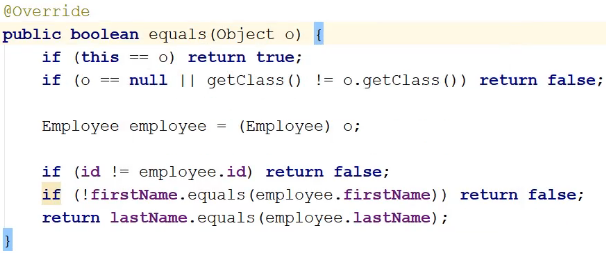 @Override
public boolean equals(Object o) {
if (this == o) return true;
if (o == null || getClass() != o.getClass()) return false;
Employee employee = (Employee) o;
if (id != employee.id) return false;
if (!firstName.equals(employee.firstName)) return false;
return lastName.equals(employee.lastName);
}